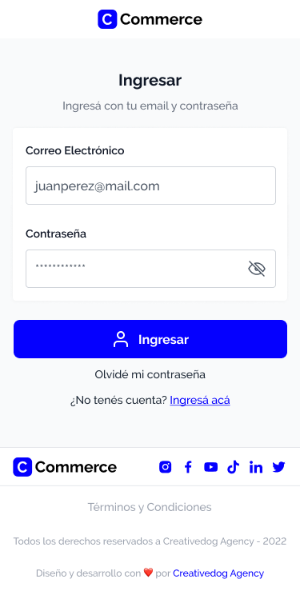 C Commerce
Ingresar
Ingresá con tu email y contraseña
Correo Electrónico
juanperez@mail.com
Contraseña
************
Ingresar
Olvidé mi contraseña
¿No tenés cuenta? Ingresá acá
C Commerce
Términos y Condiciones
Todos los derechos reservados a Creativedog Agency - 2022
Diseño y desarrollo con ❤️ por Creativedog Agency